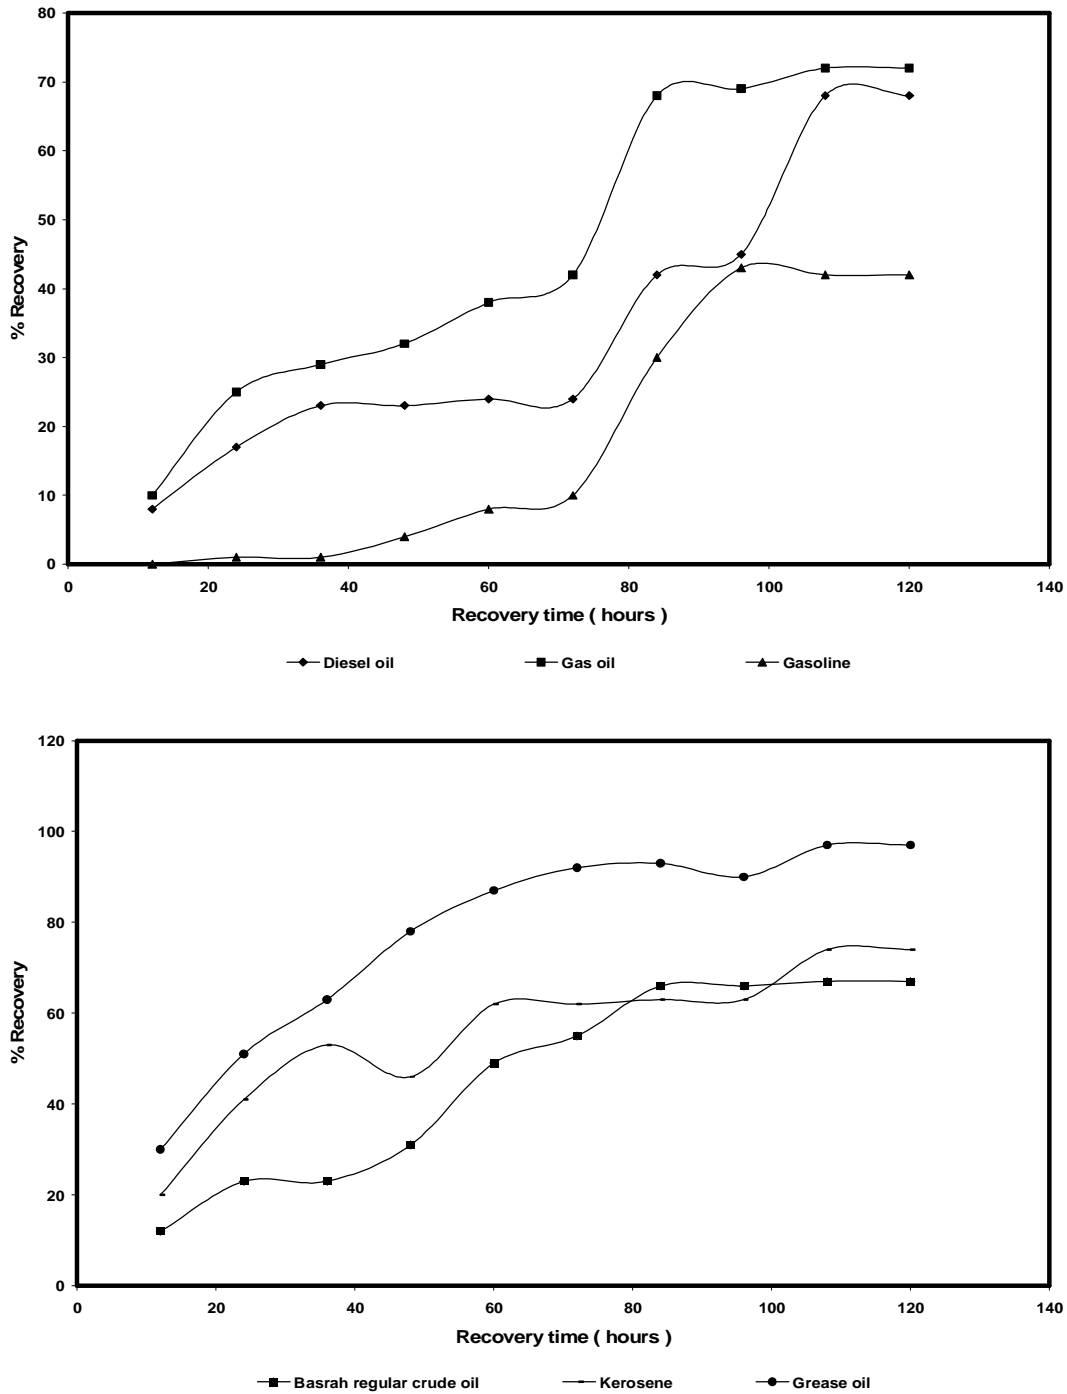 80
70
60
50
40
30
20
10
0
% Recovery
0 20 40 60 80 100 120 140
Recovery time ( hours )
Diesel oil Gas oil Gasoline
120
100
80
60
40
20
0
% Recovery
0 20 40 60 80 100 120 140
Recovery time ( hours )
Basrah regular crude oil Kerosene Grease oil